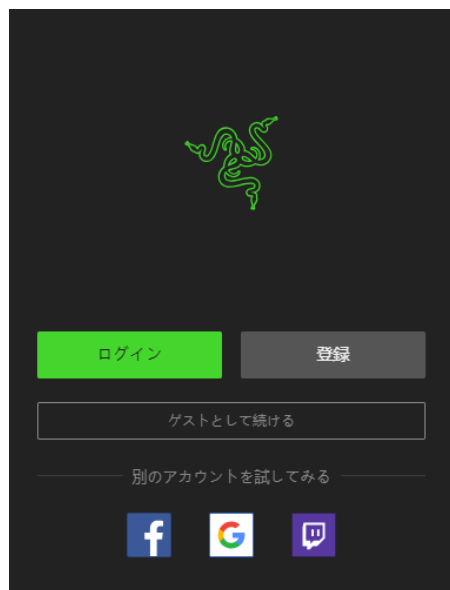 ログイン
登録
ゲストとして続ける
別のアカウントを試してみる